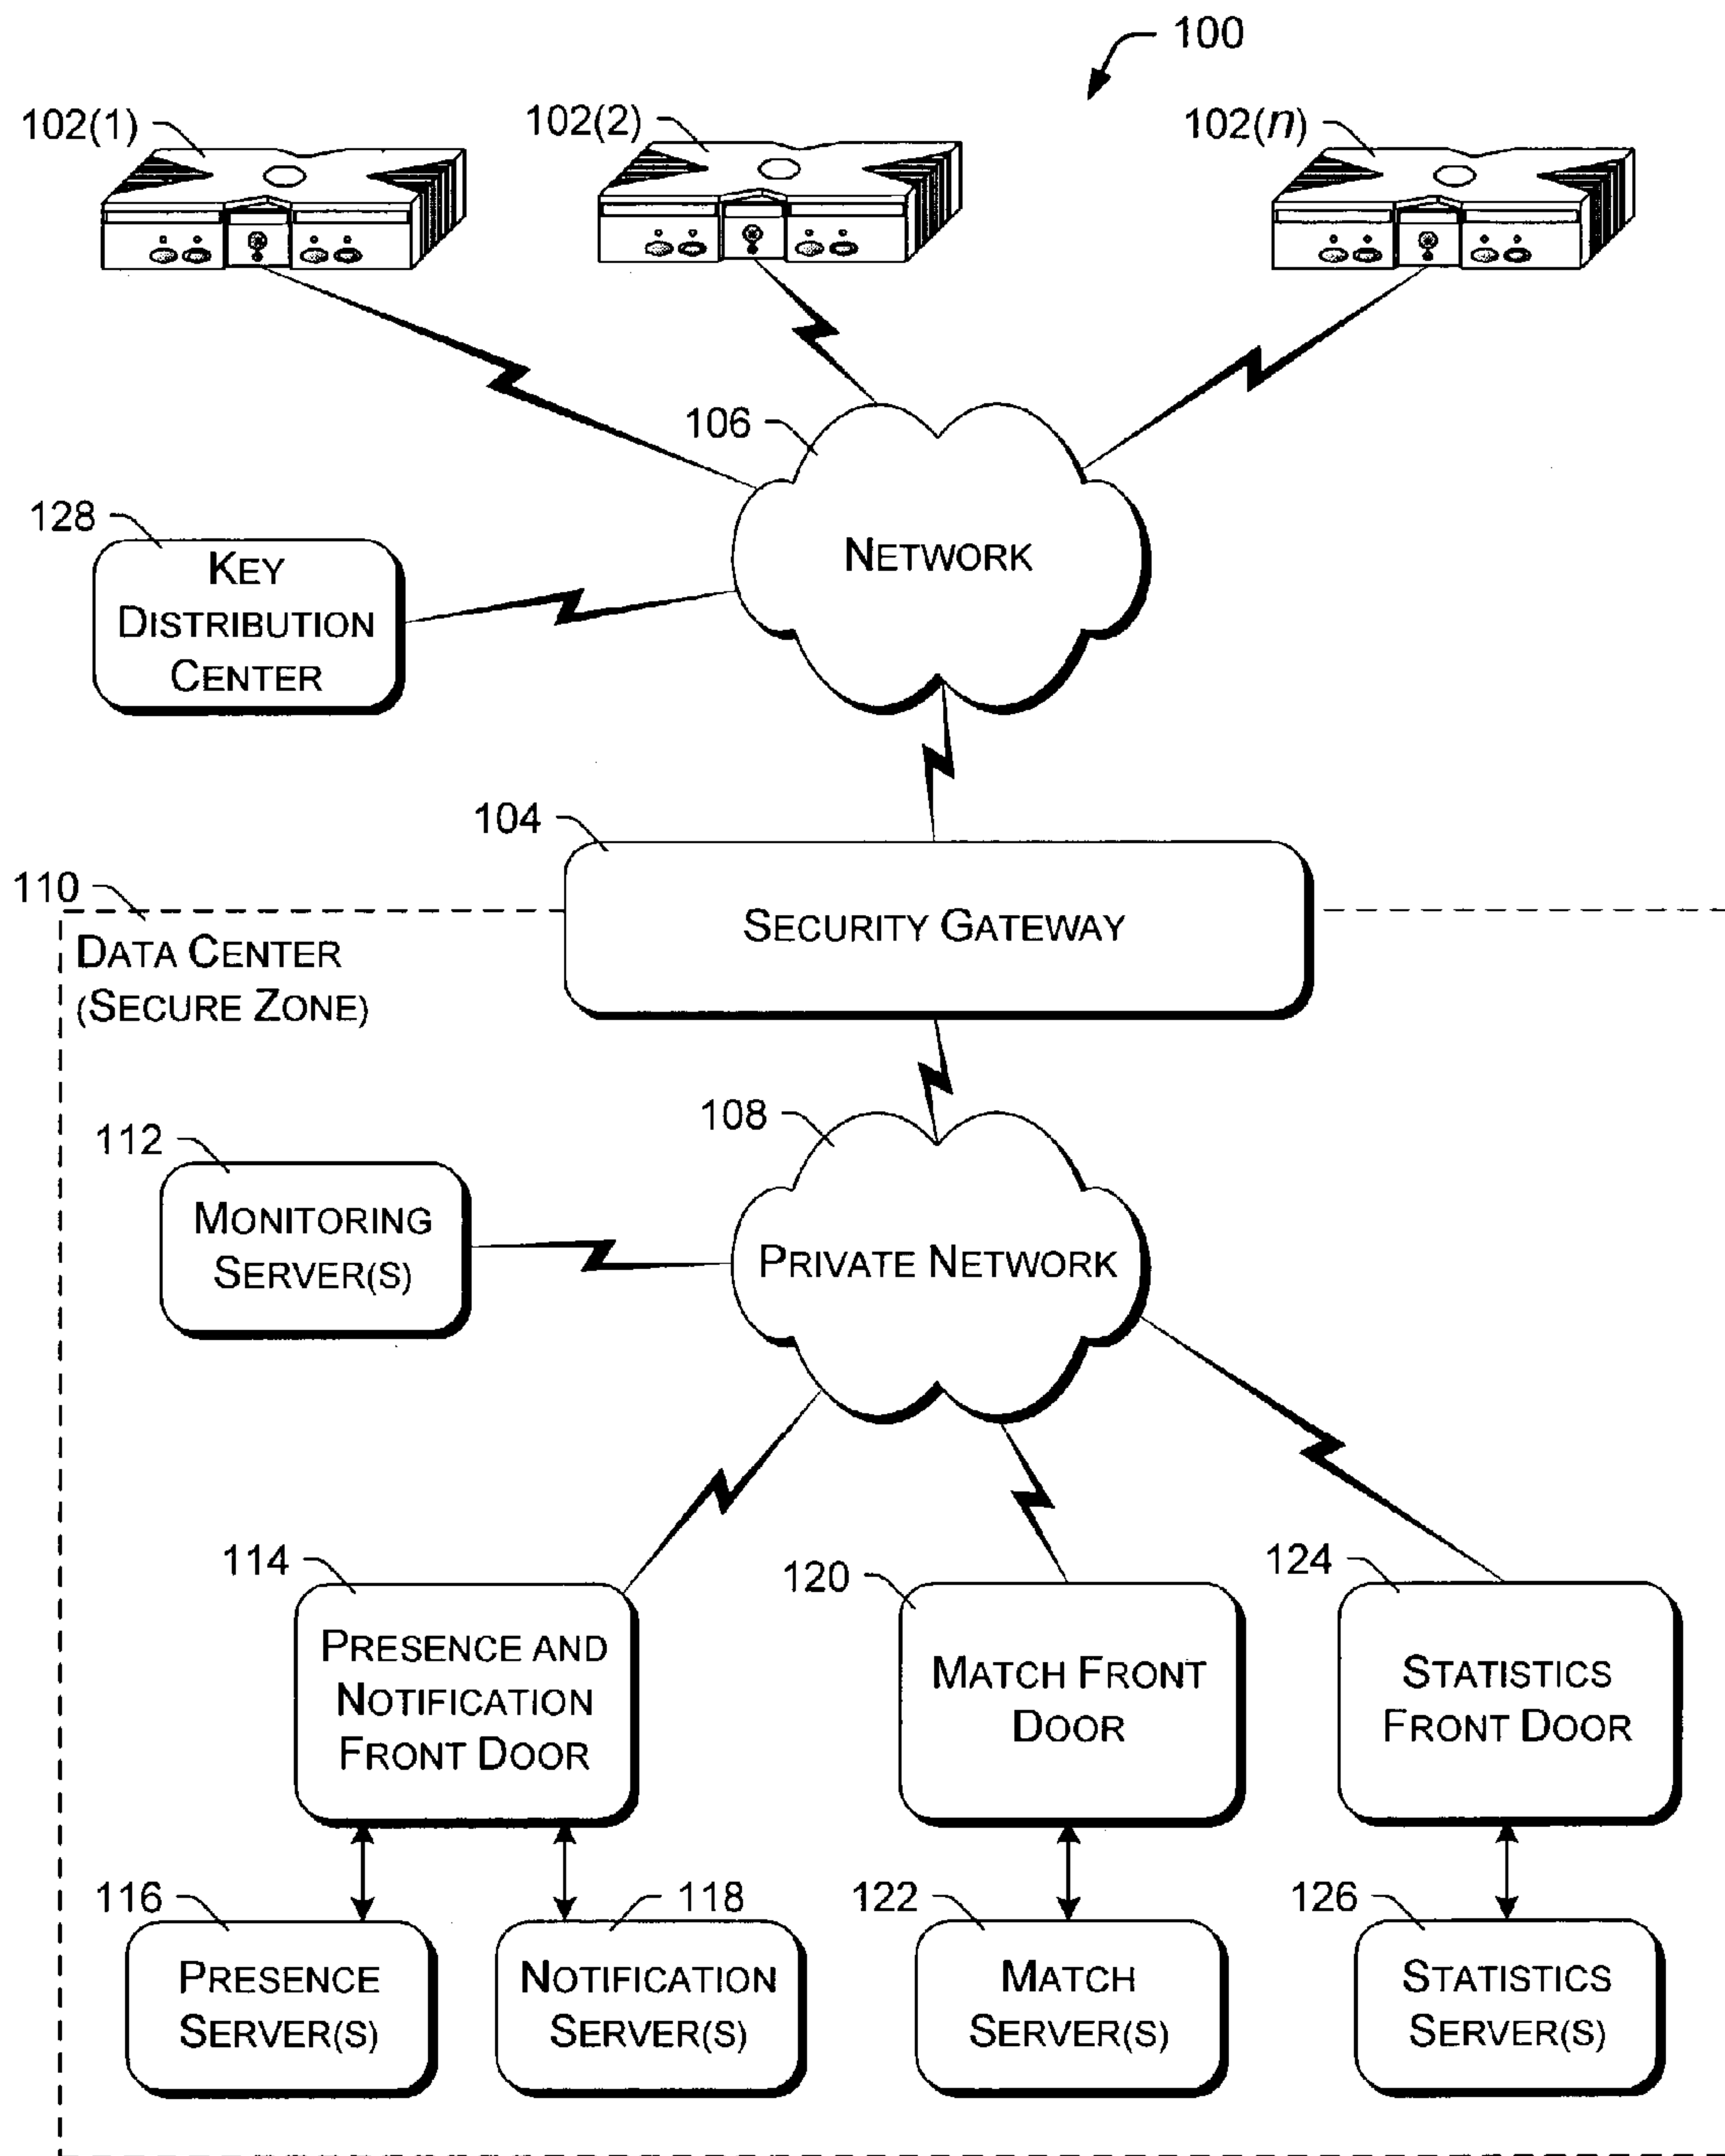 100
102(1)
102(2)
102(n)
106
NETWORK
128
KEY
DISTRIBUTION
CENTER
104
SECURITY GATEWAY
110
DATA CENTER
(SECURE ZONE)
108
PRIVATE NETWORK
112
MONITORING
SERVER(S)
114
PRESENCE AND
NOTIFICATION
FRONT DOOR
120
MATCH FRONT
DOOR
124
STATISTICS
FRONT DOOR
116
PRESENCE
SERVER(S)
118
NOTIFICATION
SERVER(S)
122
MATCH
SERVER(S)
126
STATISTICS
SERVER(S)